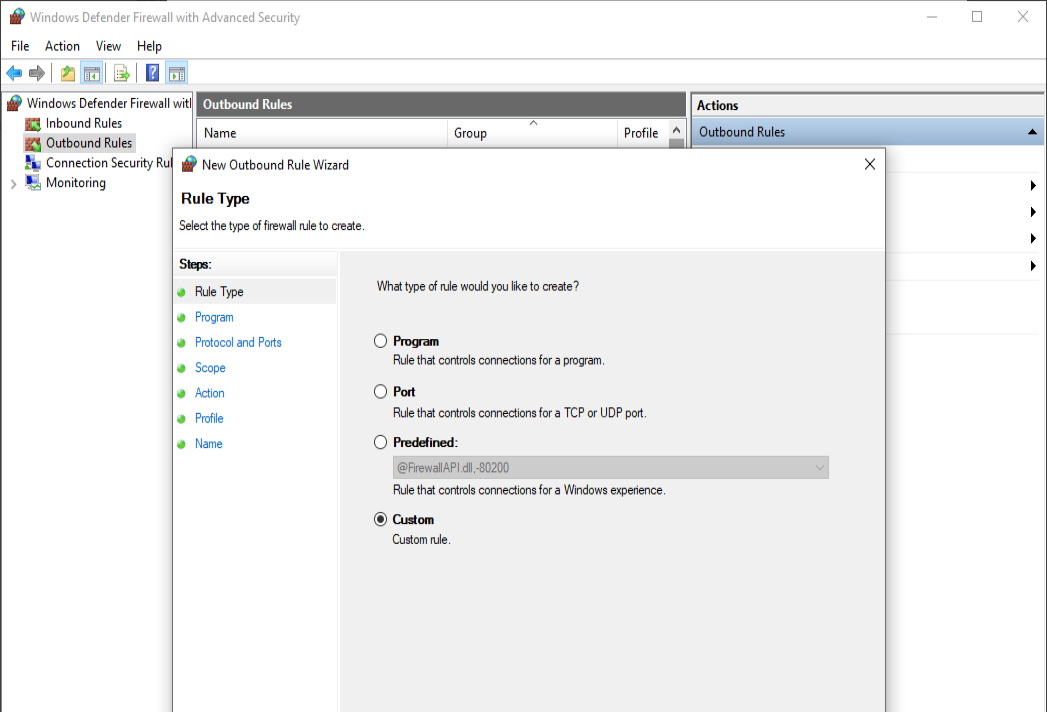 Windows Defender Firewall with Advanced Security
File Action View Help
Windows Defender Firewall wit
Inbound Rules
Outbound Rules
Connection Security Rul
Monitoring
Outbound Rules
Name Group Profile
Actions
Outbound Rules
New Outbound Rule Wizard
Rule Type
Select the type of firewall rule to create.
Steps:
Rule Type
Program
Protocol and Ports
Scope
Action
Profile
Name
What type of rule would you like to create?
Program
Rule that controls connections for a program.
Port
Rule that controls connections for a TCP or UDP port.
Predefined:
@FirewallAPI.dll,-80200
Rule that controls connections for a Windows experience.
Custom
Custom rule.